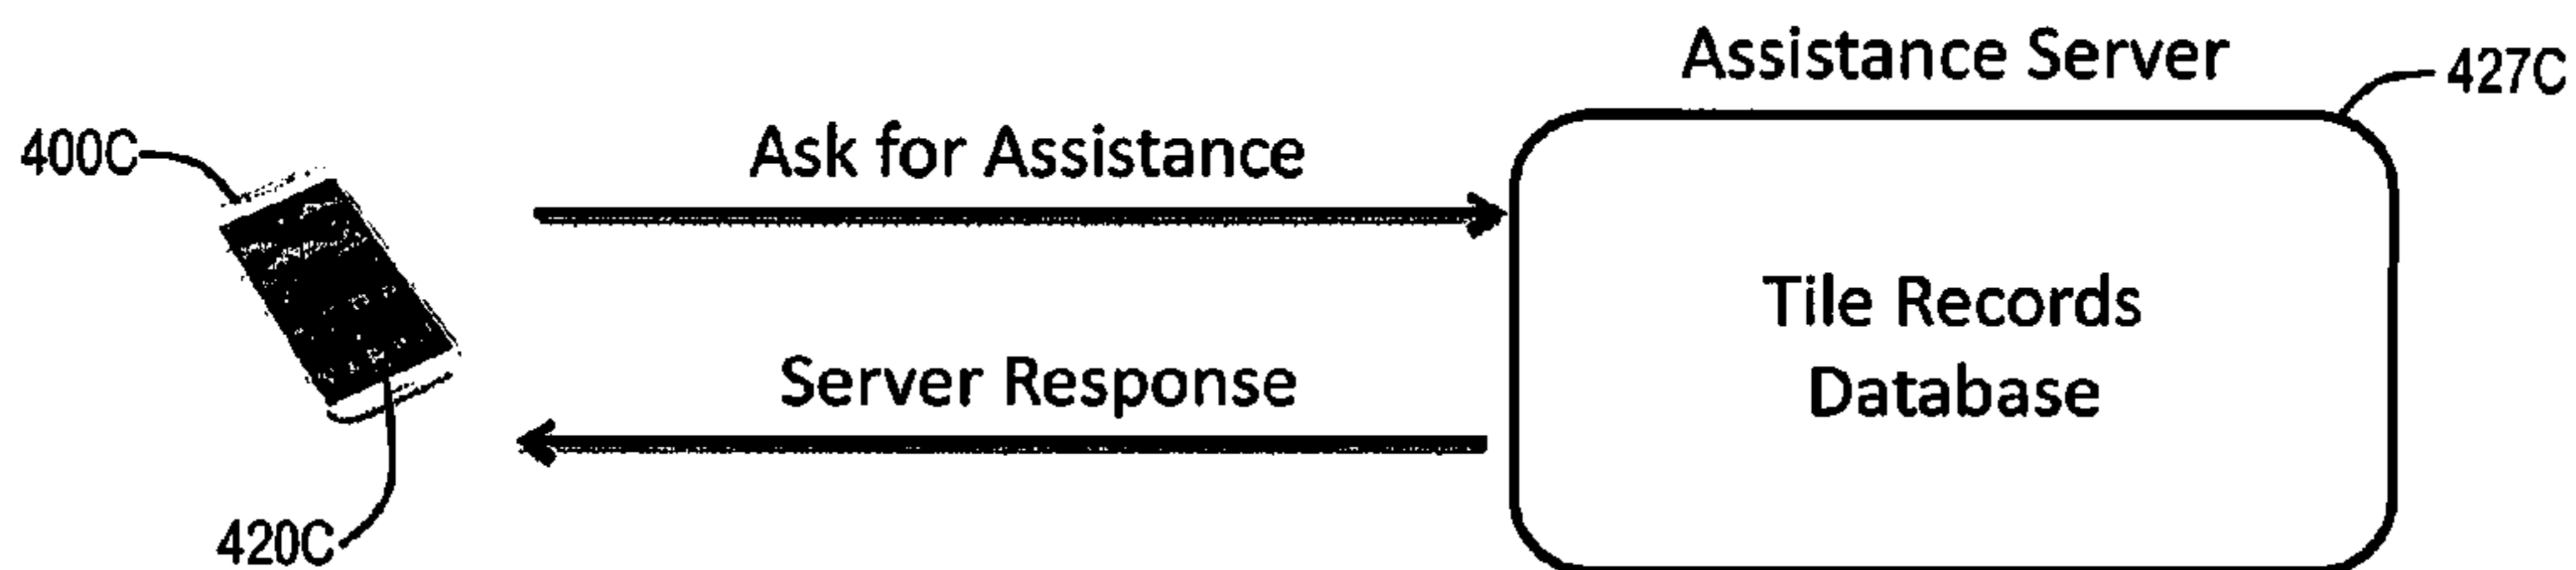 Assistance Server
427C
400C
Ask for Assistance
Tile Records
Database
Server Response
420C